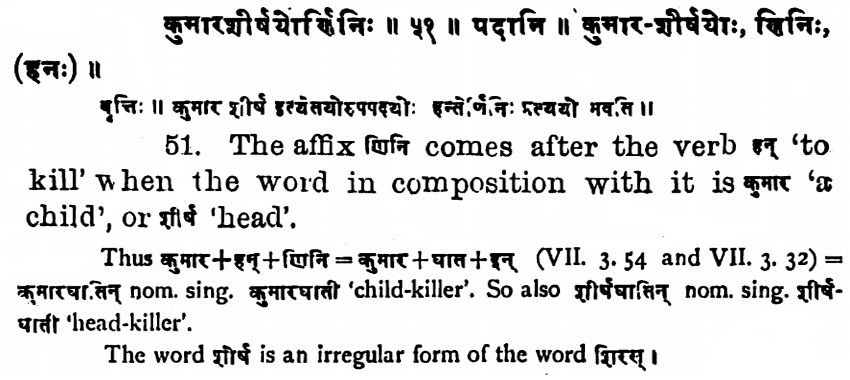 कुमारशीर्षयोर्णिनिः ॥ ५१ ॥ पदानि ॥ कुमार-शीर्षयोः, णिनिः,
(हनः) ॥
वृत्तिः ॥ कुमार शीर्ष इत्येतयोरुपपदयोः हन्तेर्णिनिः प्रत्ययो भवति ॥
51. The affix णिनि comes after the verb हन् 'to
kill' when the word in composition with it is कुमार 'a
child', or शीर्ष 'head'.
Thus कुमार+हन्+णिनि = कुमार+घात+इन् (VII. 3. 54 and VII. 3. 32) =
कुमारघातिन् nom. sing. कुमारघाती 'child-killer'. So also शीर्षघातिन् nom. sing. शीर्ष-
घाती 'head-killer'.
The word शीर्ष is an irregular form of the word शिरस् ।